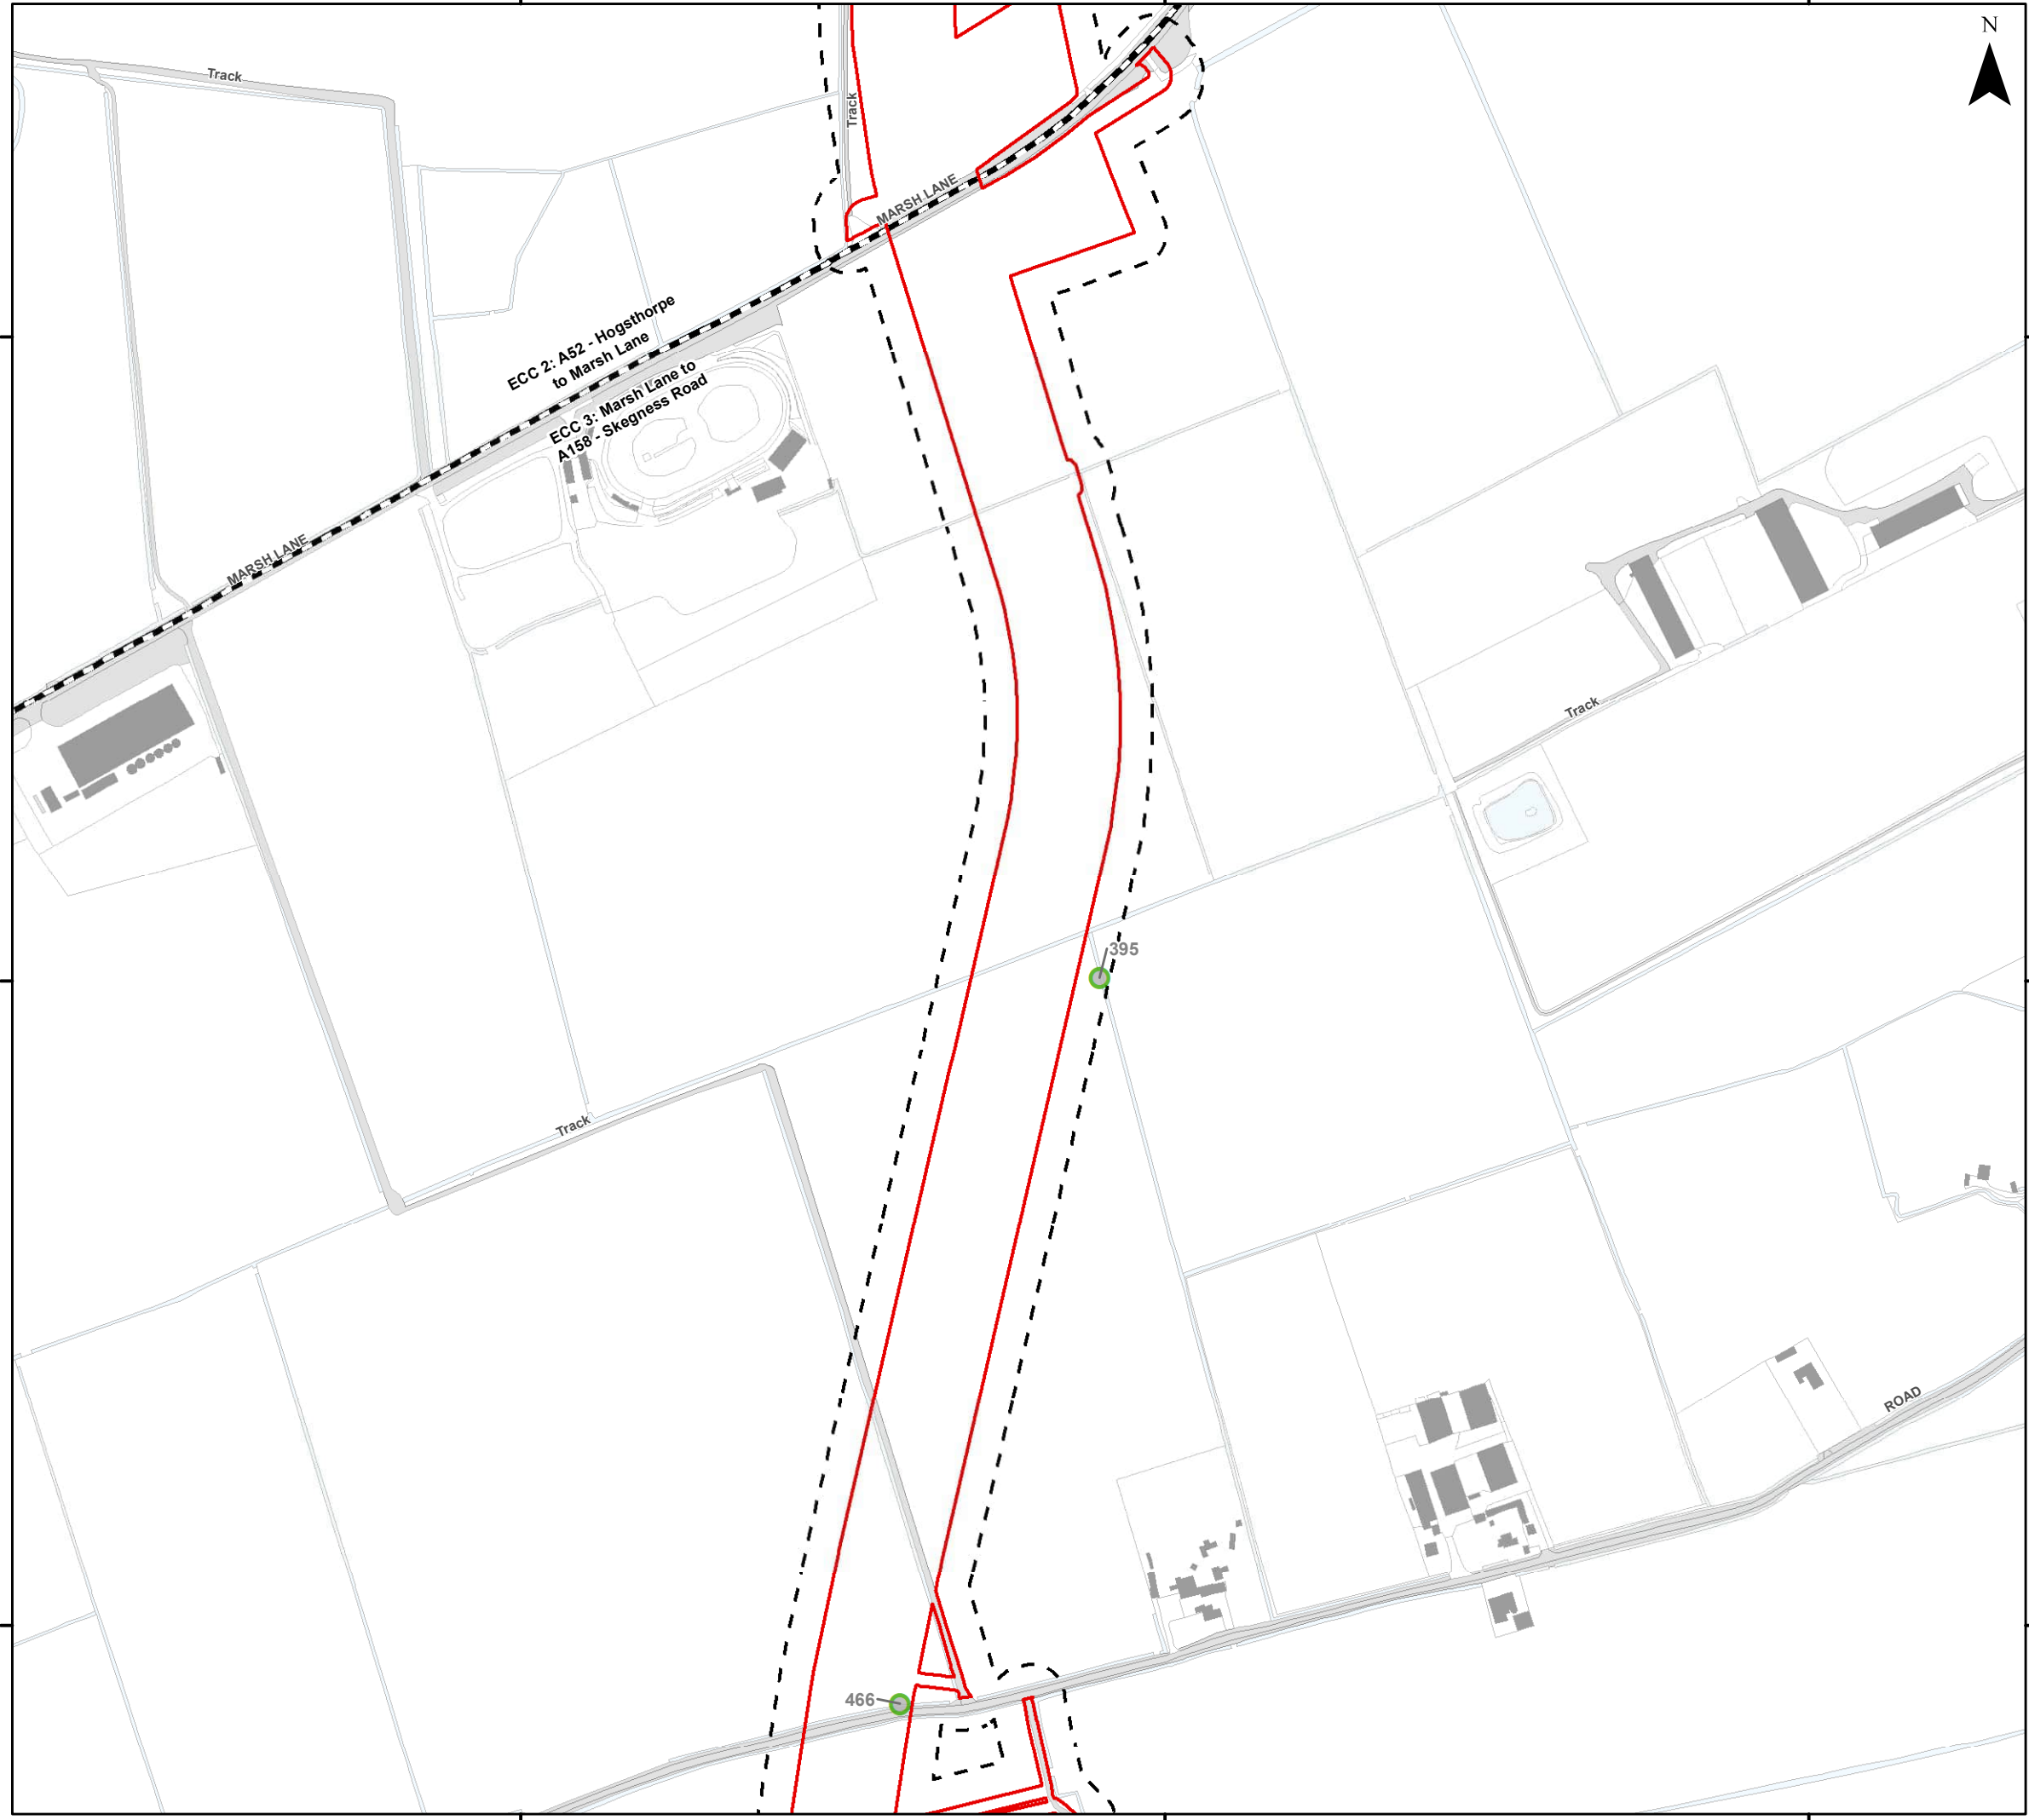 N
Track
Track
MARSH LANE
ECC 2: A52 - Hogsthorpe
to Marsh Lane
ECC 3: Marsh Lane to
A158 - Skegness Road
MARSH LANE
Track
395
Track
ROAD
466